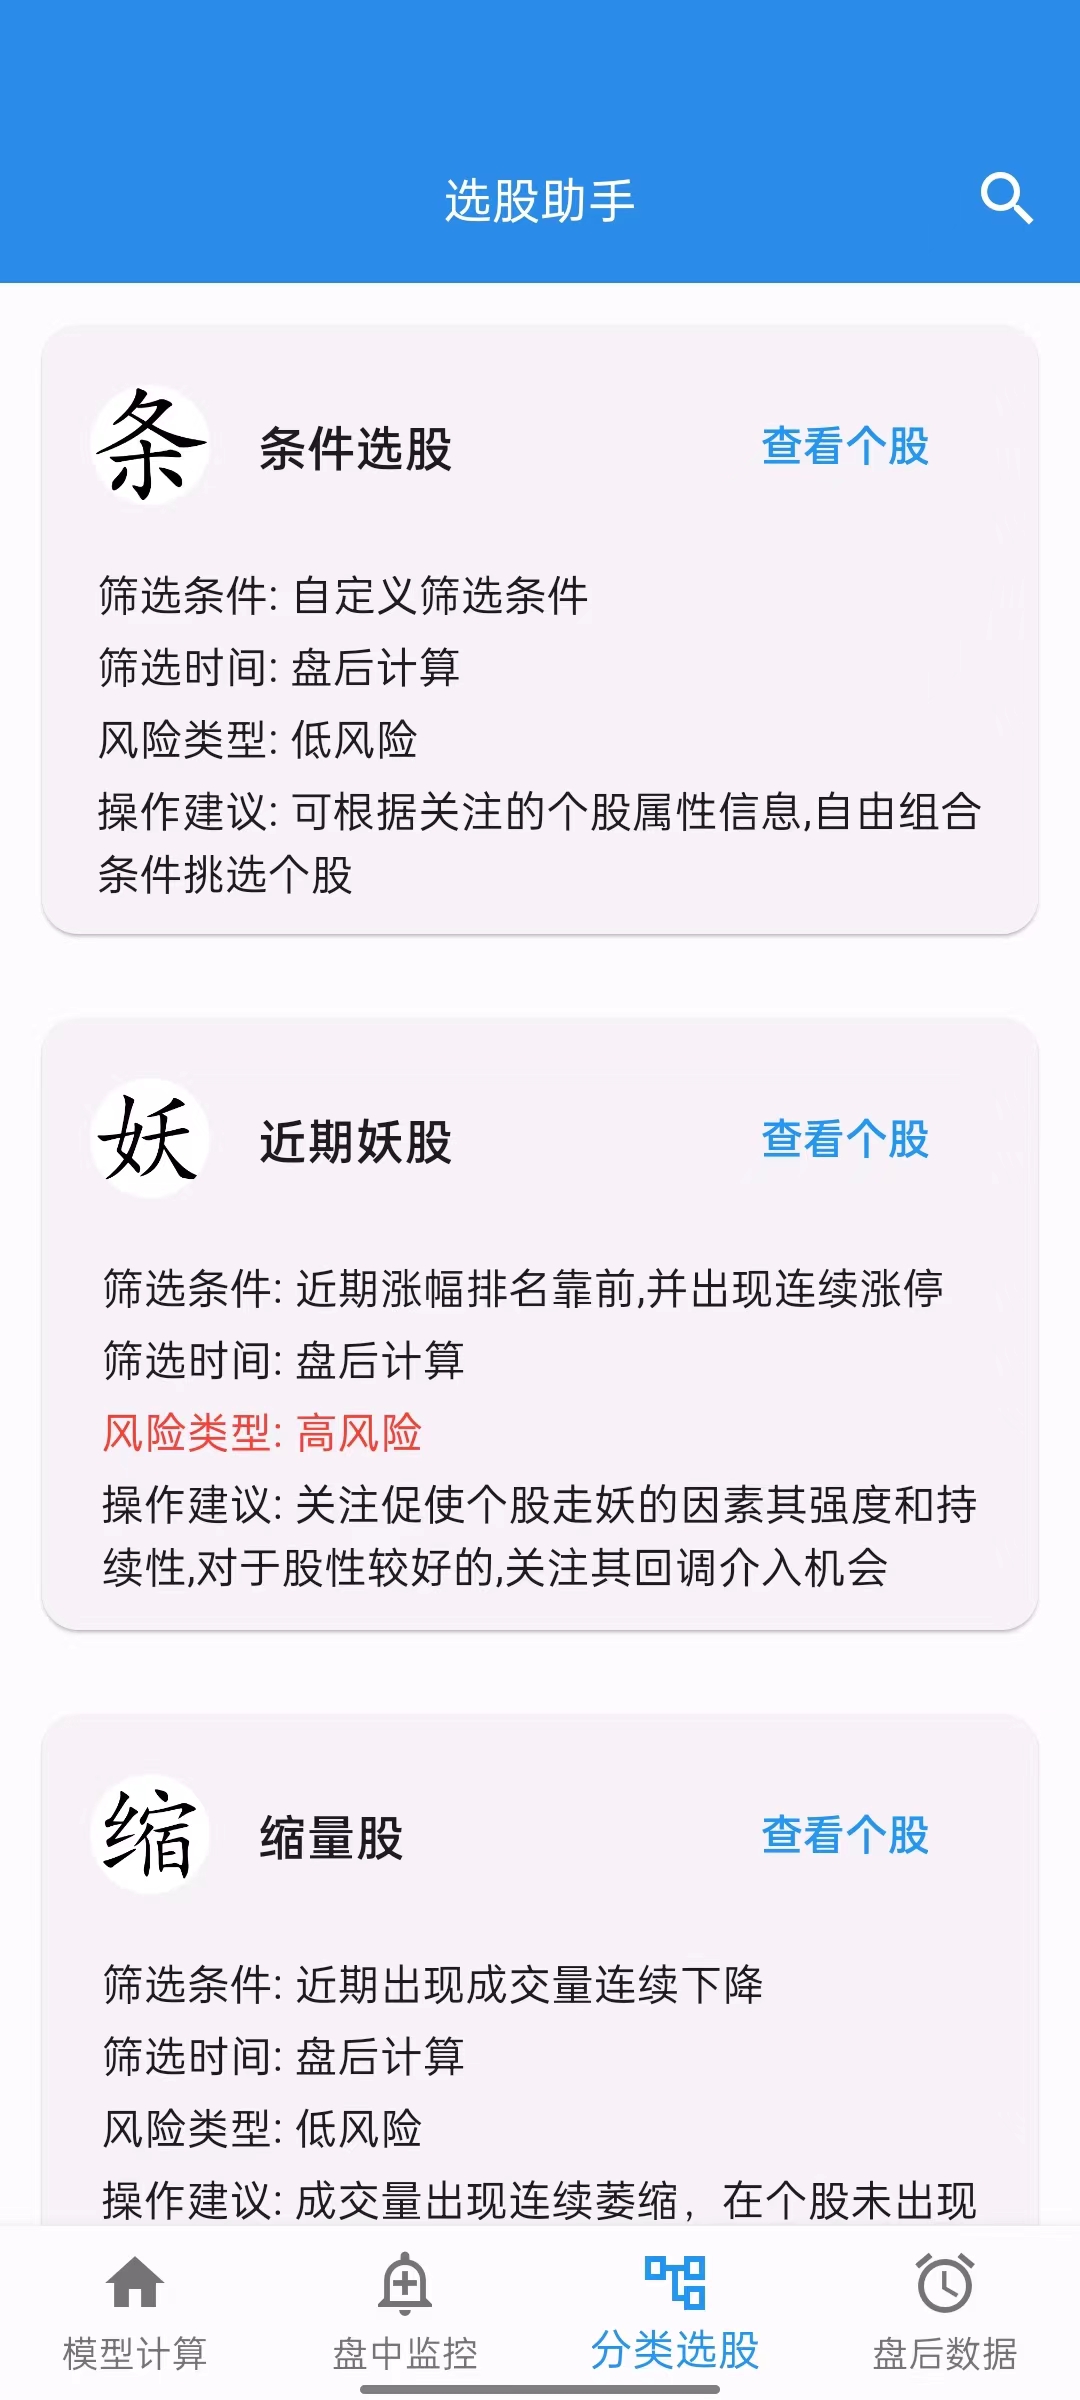 选股助手
条
条件选股
查看个股
筛选条件: 自定义筛选条件
筛选时间: 盘后计算
风险类型: 低风险
操作建议: 可根据关注的个股属性信息,自由组合
条件挑选个股
妖
近期妖股
查看个股
筛选条件: 近期涨幅排名靠前,并出现连续涨停
筛选时间: 盘后计算
风险类型: 高风险
操作建议: 关注促使个股走妖的因素其强度和持
续性,对于股性较好的,关注其回调介入机会
缩
缩量股
查看个股
筛选条件: 近期出现成交量连续下降
筛选时间: 盘后计算
风险类型: 低风险
操作建议: 成交量出现连续萎缩，在个股未出现
模型计算
盘中监控
分类选股
盘后数据